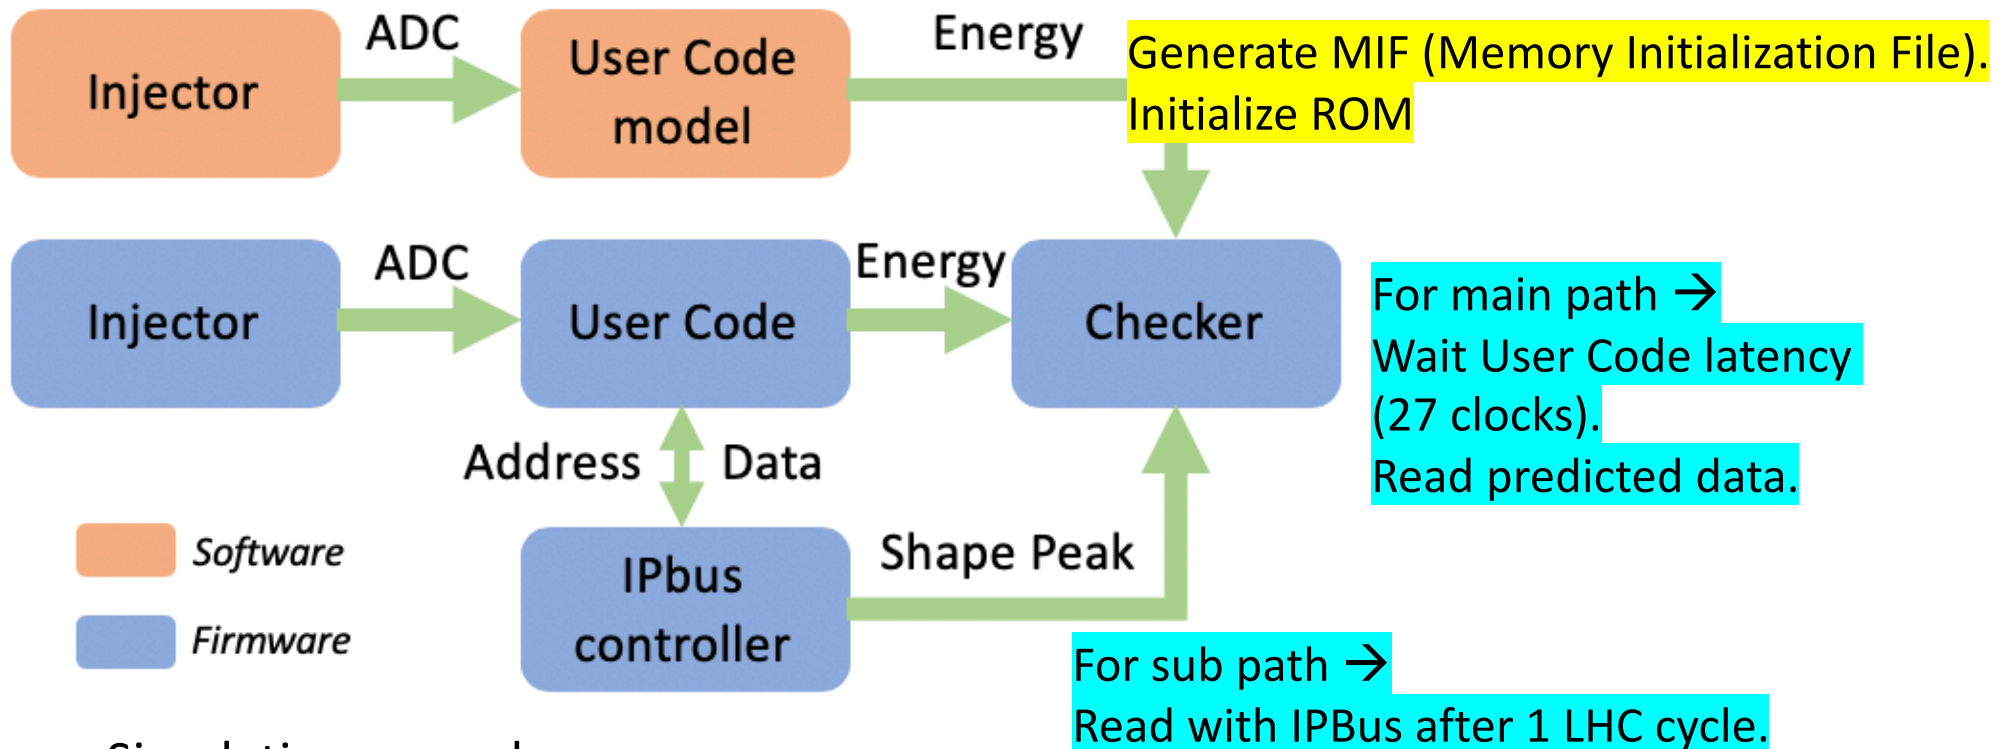 ADC
Energy
Generate MIF (Memory Initialization File).
Initialize ROM
Injector
User Code
model
ADC
Energy
Injector
User Code
Checker
For main path →
Wait User Code latency
(27 clocks).
Read predicted data.
Address
Data
Software
Firmware
IPbus
controller
Shape Peak
For sub path →
Read with IPBus after 1 LHC cycle.